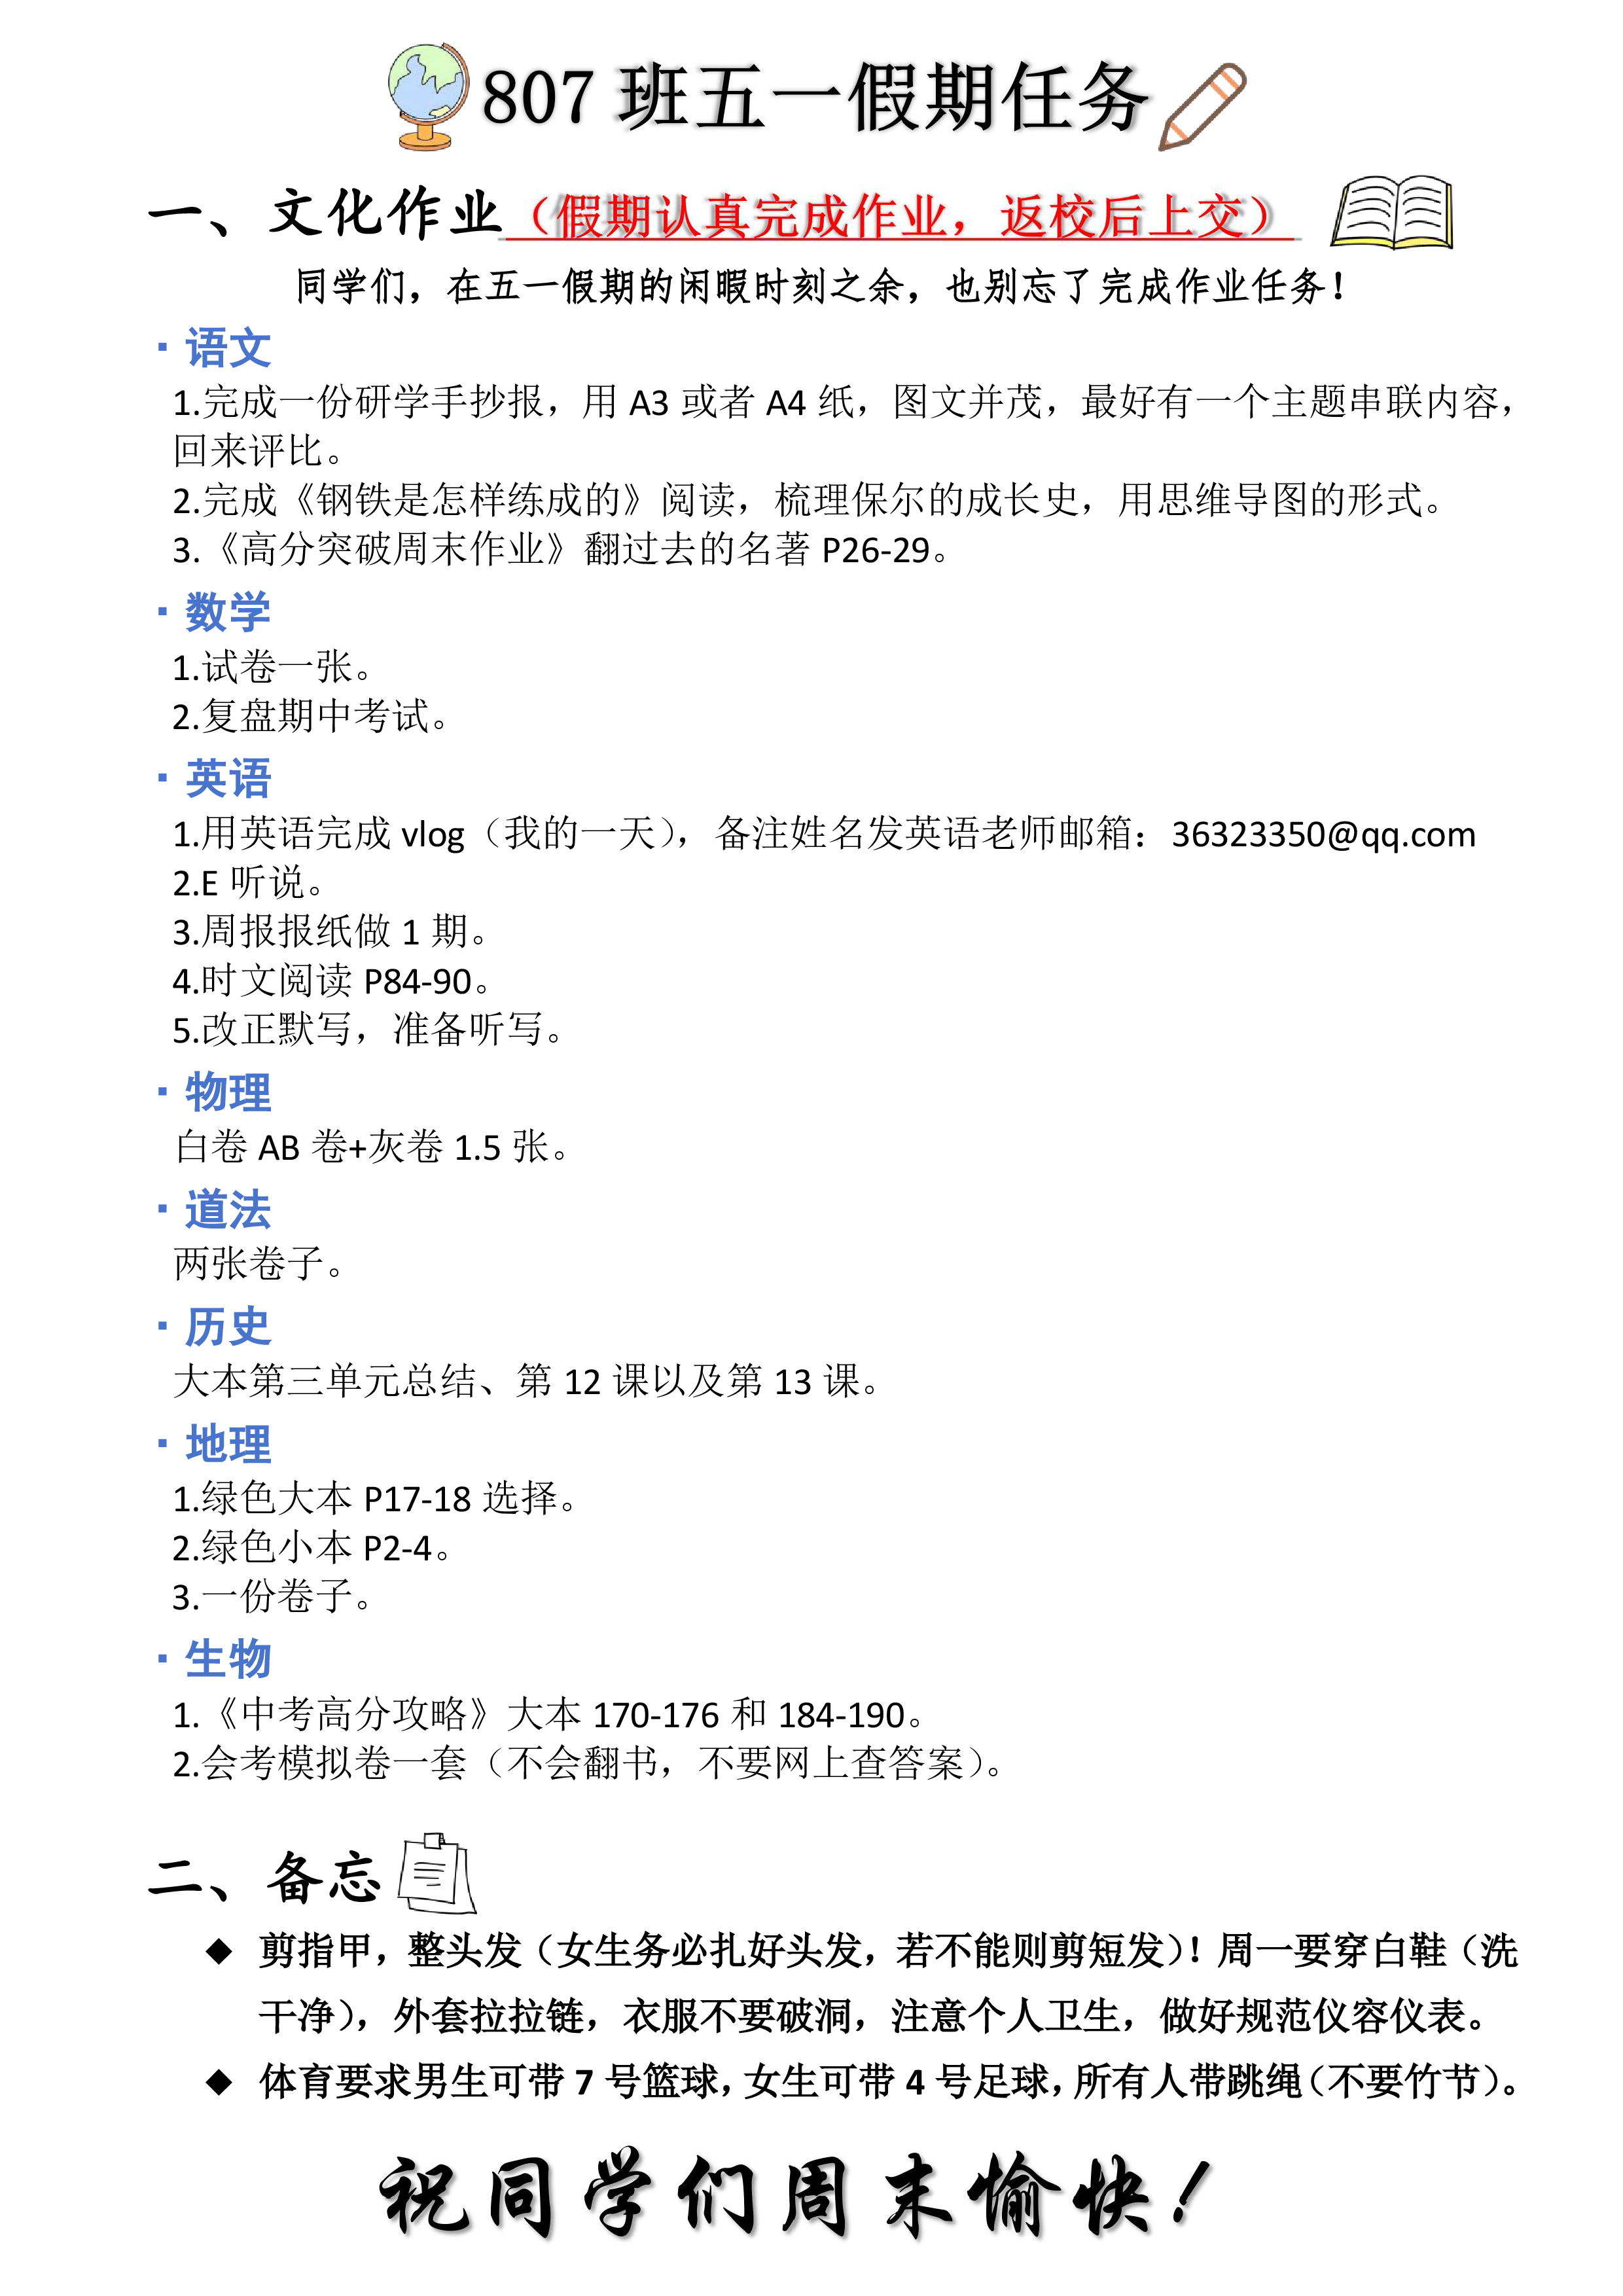 807 班五一假期任务
一、文化作业（假期认真完成作业，返校后上交）
同学们，在五一假期的闲暇时刻之余，也别忘了完成作业任务！
· 语文
1.完成一份研学手抄报，用 A3 或者 A4 纸，图文并茂，最好有一个主题串联内容，
回来评比。
2.完成《钢铁是怎样练成的》阅读，梳理保尔的成长史，用思维导图的形式。
3.《高分突破周末作业》翻过去的名著 P26-29。
· 数学
1.试卷一张。
2.复盘期中考试。
· 英语
1.用英语完成 vlog（我的一天），备注姓名发英语老师邮箱：36323350@qq.com
2.E 听说。
3.周报报纸做 1 期。
4.时文阅读 P84-90。
5.改正默写，准备听写。
· 物理
白卷 AB 卷+灰卷 1.5 张。
· 道法
两张卷子。
· 历史
大本第三单元总结、第 12 课以及第 13 课。
· 地理
1.绿色大本 P17-18 选择。
2.绿色小本 P2-4。
3.一份卷子。
· 生物
1.《中考高分攻略》大本 170-176 和 184-190。
2.会考模拟卷一套（不会翻书，不要网上查答案）。
二、备忘
◆ 剪指甲，整头发（女生务必扎好头发，若不能则剪短发）！周一要穿白鞋（洗
干净），外套拉拉链，衣服不要破洞，注意个人卫生，做好规范仪容仪表。
◆ 体育要求男生可带 7 号篮球，女生可带 4 号足球，所有人带跳绳（不要竹节）。
祝同学们周末愉快！